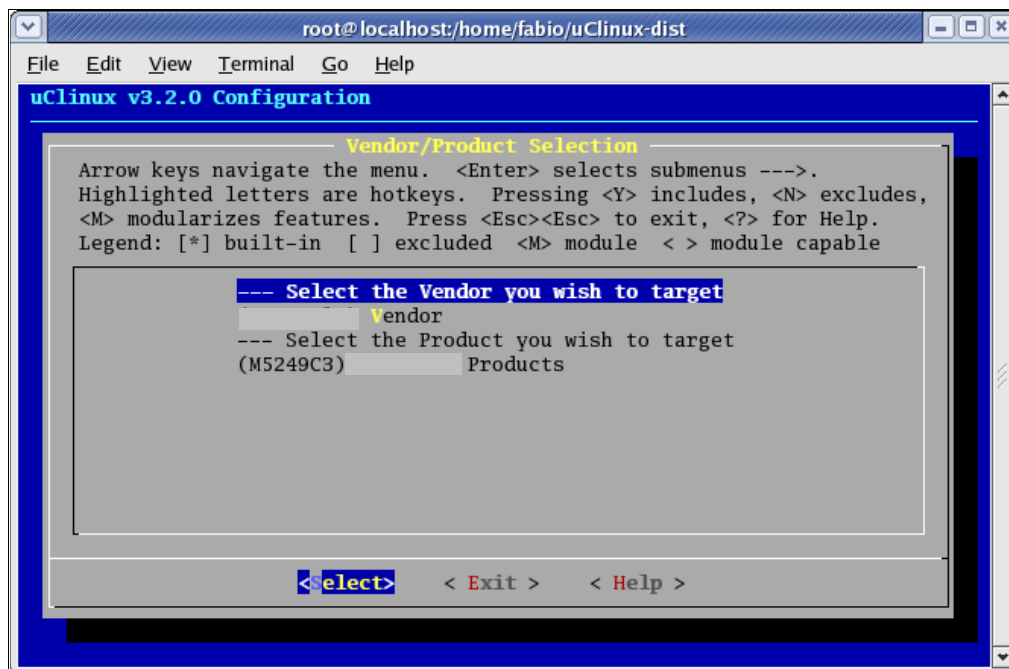 root@localhost:/home/fabio/uClinux-dist
File Edit View Terminal Go Help
uClinux v3.2.0 Configuration
Vendor/Product Selection
Arrow keys navigate the menu. <Enter> selects submenus --->.
Highlighted letters are hotkeys. Pressing <Y> includes, <N> excludes,
<M> modularizes features. Press <Esc><Esc> to exit, <?> for Help.
Legend: [*] built-in [ ] excluded <M> module < > module capable
--- Select the Vendor you wish to target
Vendor
--- Select the Product you wish to target
(M5249C3) Products
<Select> < Exit > < Help >